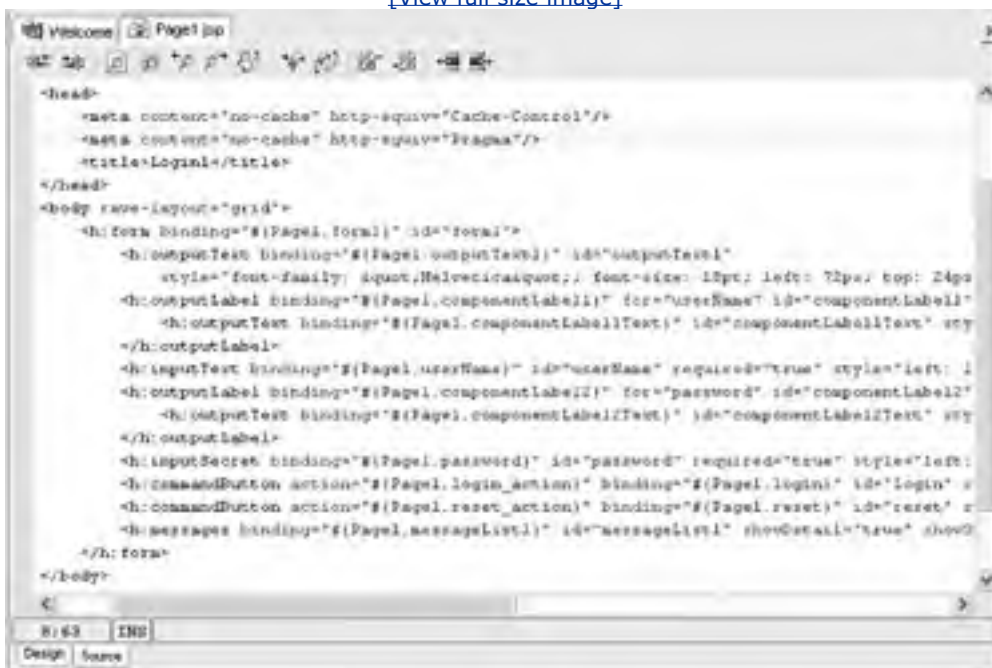 [View full size image]
Welcome Page1.jsp
<head>
<meta content="no-cache" http-equiv="Cache-Control"/>
<meta content="no-cache" http-equiv="Pragma"/>
<title>Login1</title>
</head>
<body rave-layout="grid">
<h:form binding="#{Page1.form1}" id="form1">
<h:outputText binding="#{Page1.outputText1}" id="outputText1"
style="font-family: &quot;Helvetica&quot;; font-size: 18pt; left: 72px; top: 24px
<h:outputLabel binding="#{Page1.componentLabel1}" for="userName" id="componentLabel1"
<h:outputText binding="#{Page1.componentLabel1Text}" id="componentLabel1Text" sty
</h:outputLabel>
<h:inputText binding="#{Page1.userName}" id="userName" required="true" style="left:
<h:outputLabel binding="#{Page1.componentLabel2}" for="password" id="componentLabel2"
<h:outputText binding="#{Page1.componentLabel2Text}" id="componentLabel2Text" sty
</h:outputLabel>
<h:inputSecret binding="#{Page1.password}" id="password" required="true" style="left:
<h:commandButton action="#{Page1.login_action}" binding="#{Page1.login}" id="login" s
<h:commandButton action="#{Page1.reset_action}" binding="#{Page1.reset}" id="reset" s
<h:messages binding="#{Page1.messageList1}" id="messageList1" showDetail="true" showS
</h:form>
</body>
8:63 INS
Design Source